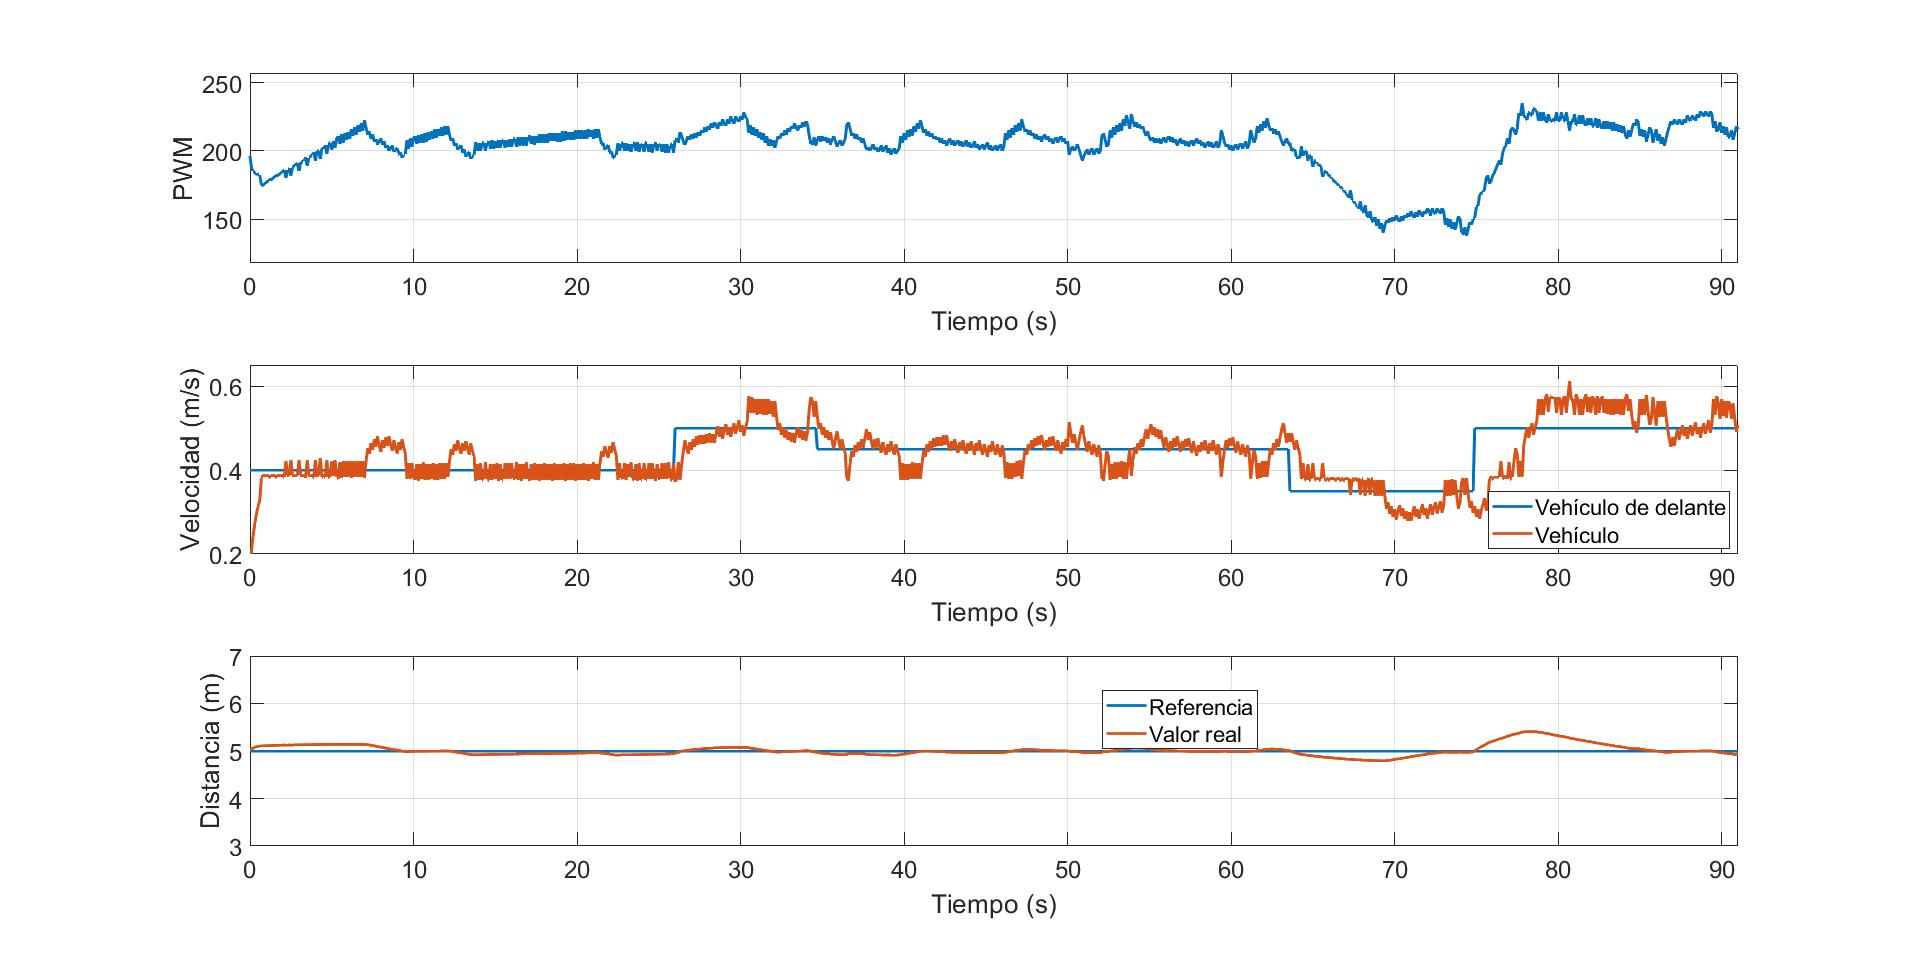 250
200
150
PWM
0 10 20 30 40 50 60 70 80 90
Tiempo (s)
0.6
0.4
0.2
Velocidad (m/s)
Vehículo de delante
Vehículo
0 10 20 30 40 50 60 70 80 90
Tiempo (s)
7
6
5
4
3
Distancia (m)
Referencia
Valor real
0 10 20 30 40 50 60 70 80 90
Tiempo (s)